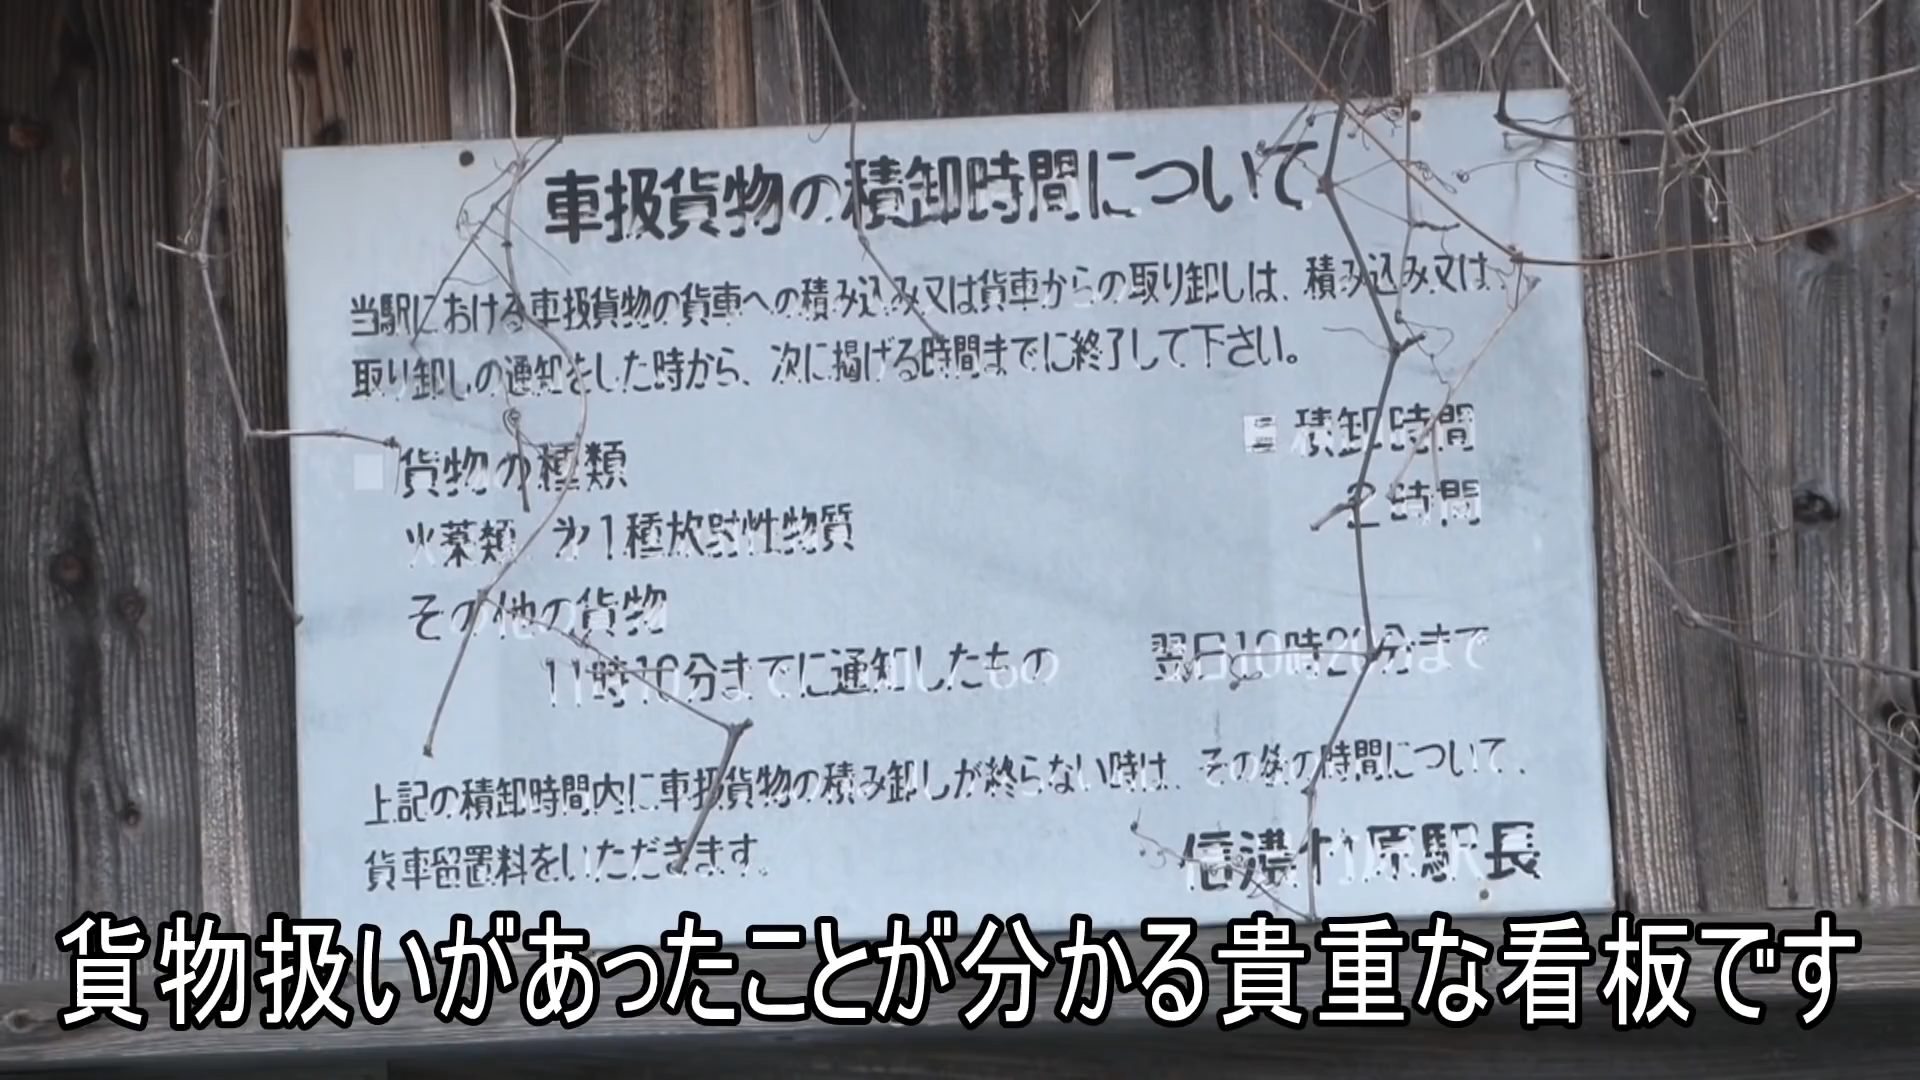 車扱貨物の積卸時間について
当駅における車扱貨物の貨車への積み込み又は貨車からの取り卸しは、積み込み又は、
取り卸しの通知をした時から、次に掲げる時間までに終了して下さい。
貨物の種類 積卸時間
火薬類 㐧1種放射性物質 2時間
その他の貨物
11時10分までに通知したもの 翌日10時20分まで
上記の積卸時間内に車扱貨物の積み卸しが終らない時は、その後の時間について、
貨車留置料をいただきます。
信濃竹原駅長
貨物扱いがあったことが分かる貴重な看板です